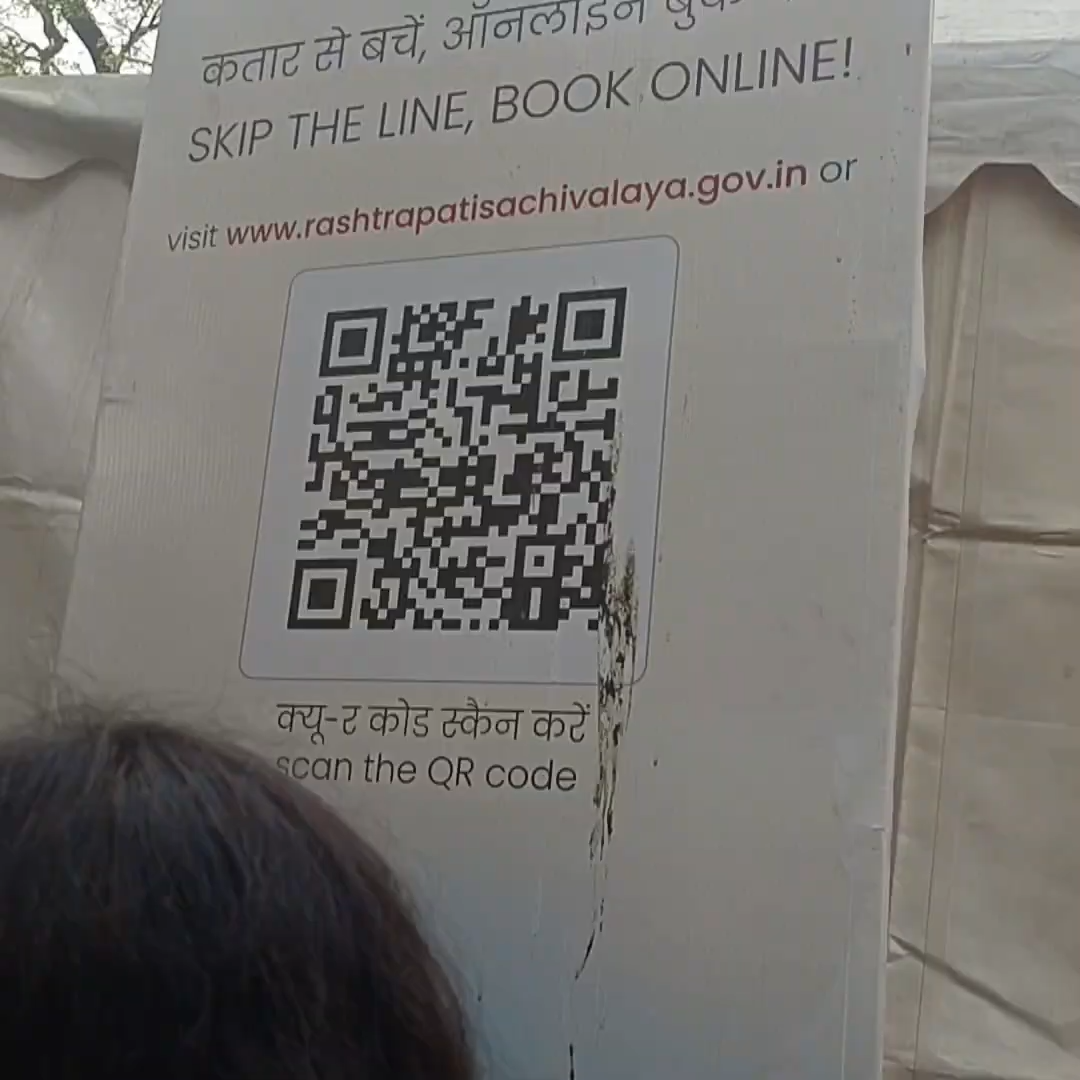 कतार से बचें, ऑनलाइन
SKIP THE LINE, BOOK ONLINE!
visit www.rashtrapatisachivalaya.gov.in or
क्यू-र कोड स्कैन करें
scan the QR code